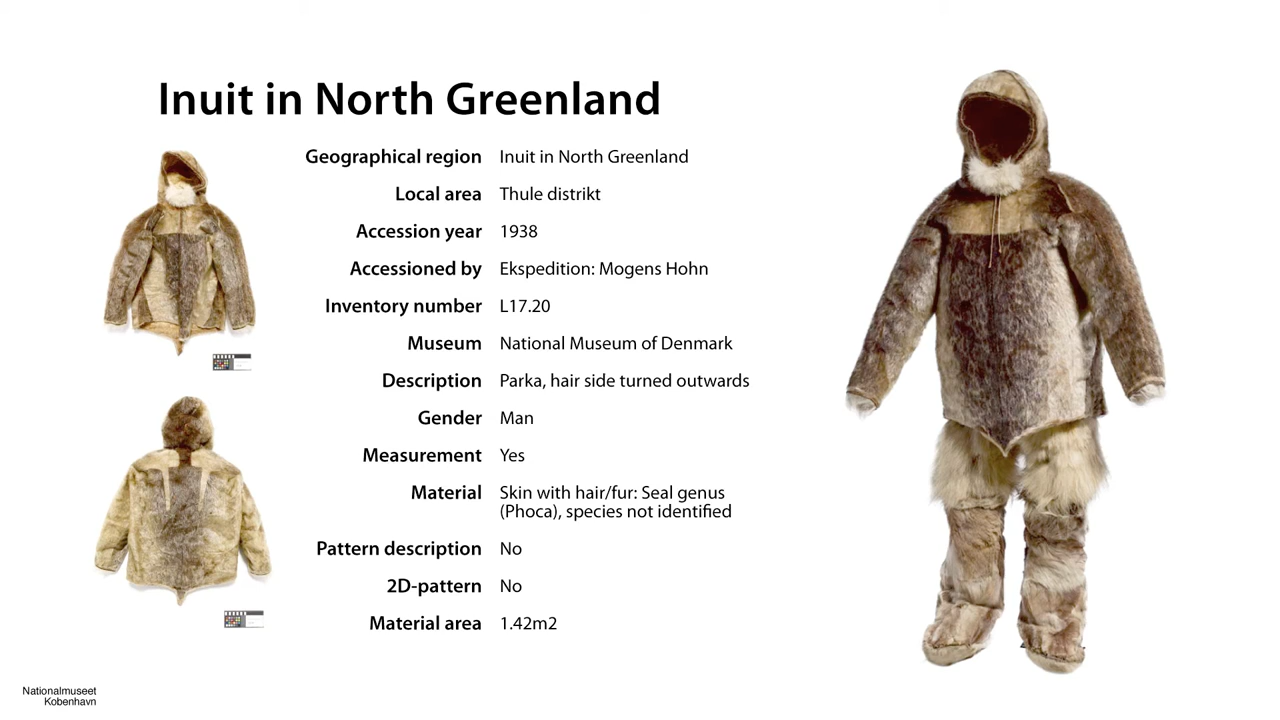 Inuit in North Greenland
Geographical region Inuit in North Greenland
Local area Thule distrikt
Accession year 1938
Accessioned by Ekspedition: Mogens Hohn
Inventory number L17.20
Museum National Museum of Denmark
Description Parka, hair side turned outwards
Gender Man
Measurement Yes
Material Skin with hair/fur: Seal genus
(Phoca), species not identified
Pattern description No
2D-pattern No
Material area 1.42m2
Nationalmuseet
Kobenhavn